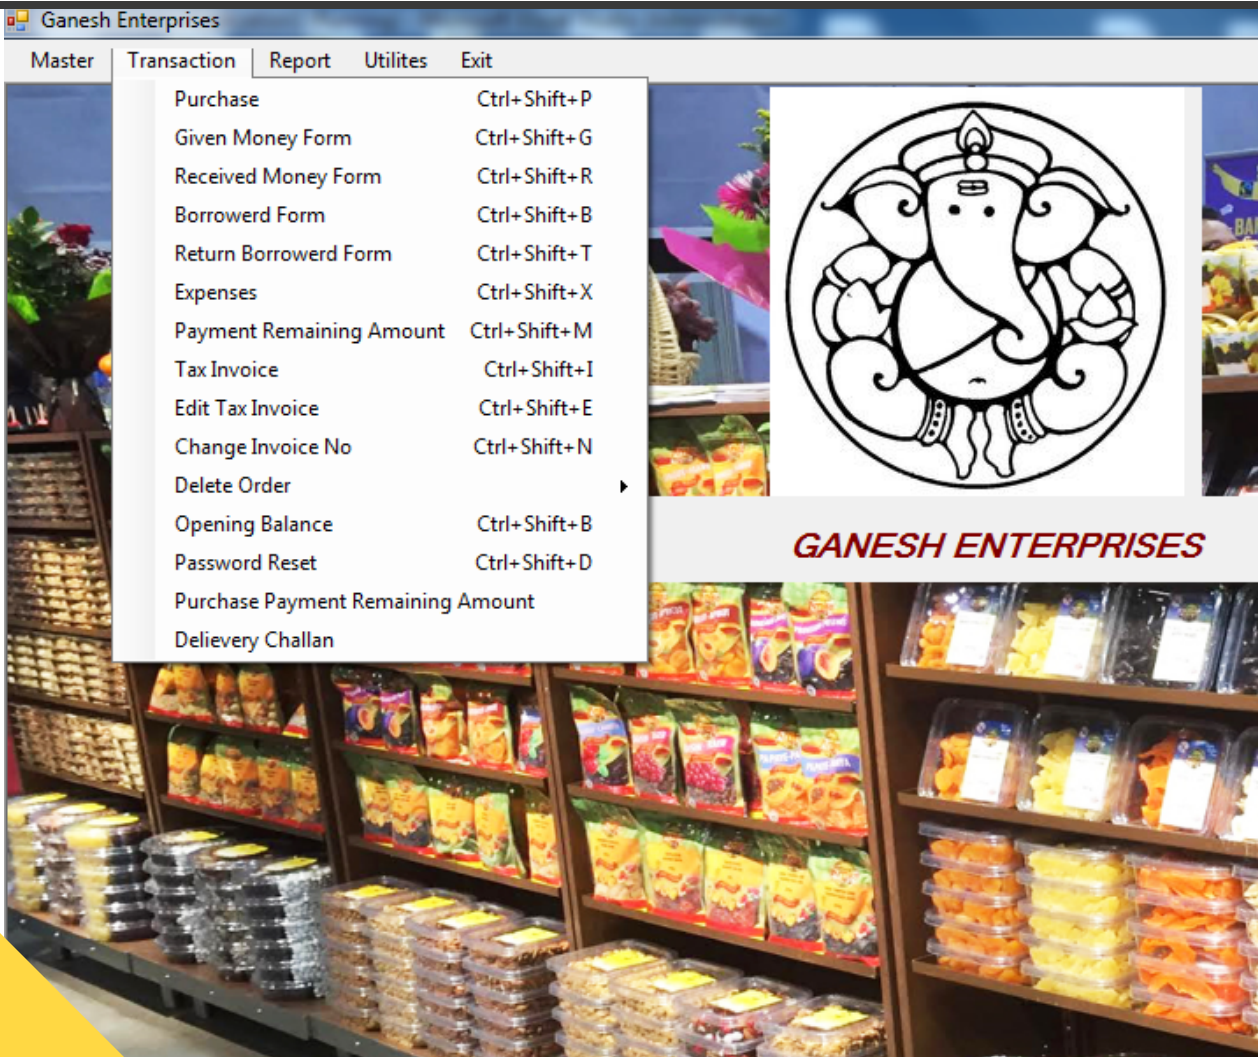 Ganesh Enterprises
Master Transaction Report Utilites Exit
Purchase Ctrl+Shift+P
Given Money Form Ctrl+Shift+G
Received Money Form Ctrl+Shift+R
Borrowerd Form Ctrl+Shift+B
Return Borrowerd Form Ctrl+Shift+T
Expenses Ctrl+Shift+X
Payment Remaining Amount Ctrl+Shift+M
Tax Invoice Ctrl+Shift+I
Edit Tax Invoice Ctrl+Shift+E
Change Invoice No Ctrl+Shift+N
Delete Order
Opening Balance Ctrl+Shift+B
Password Reset Ctrl+Shift+D
Purchase Payment Remaining Amount
Delievery Challan
GANESH ENTERPRISES